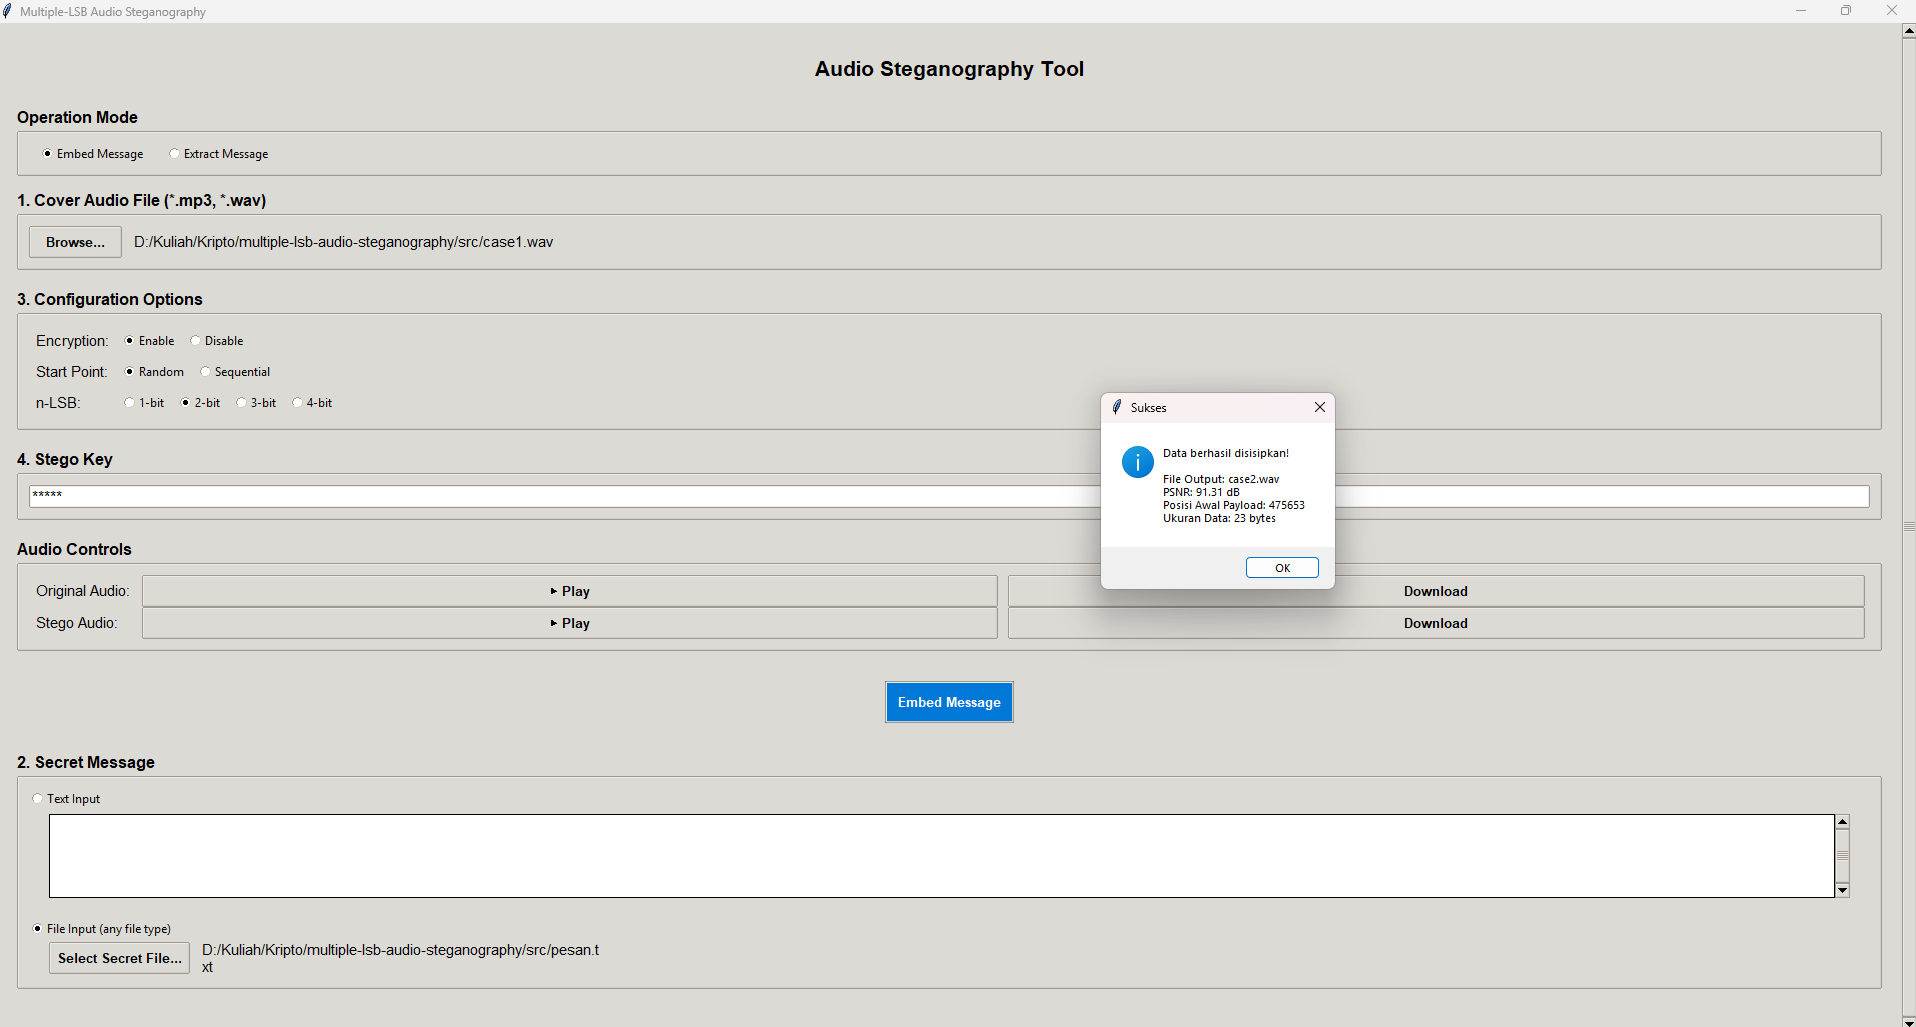 Multiple-LSB Audio Steganography
Audio Steganography Tool
Operation Mode
Embed Message
Extract Message
1. Cover Audio File (*.mp3, *.wav)
Browse...
D:/Kuliah/Kripto/multiple-lsb-audio-steganography/src/case1.wav
3. Configuration Options
Encryption: Enable Disable
Start Point: Random Sequential
n-LSB: 1-bit 2-bit 3-bit 4-bit
Sukses
Data berhasil disisipkan!
File Output: case2.wav
PSNR: 91.31 dB
Posisi Awal Payload: 475653
Ukuran Data: 23 bytes
OK
4. Stego Key
*****
Audio Controls
Original Audio: Play Download
Stego Audio: Play Download
Embed Message
2. Secret Message
Text Input
File Input (any file type)
Select Secret File...
D:/Kuliah/Kripto/multiple-lsb-audio-steganography/src/pesan.t
xt